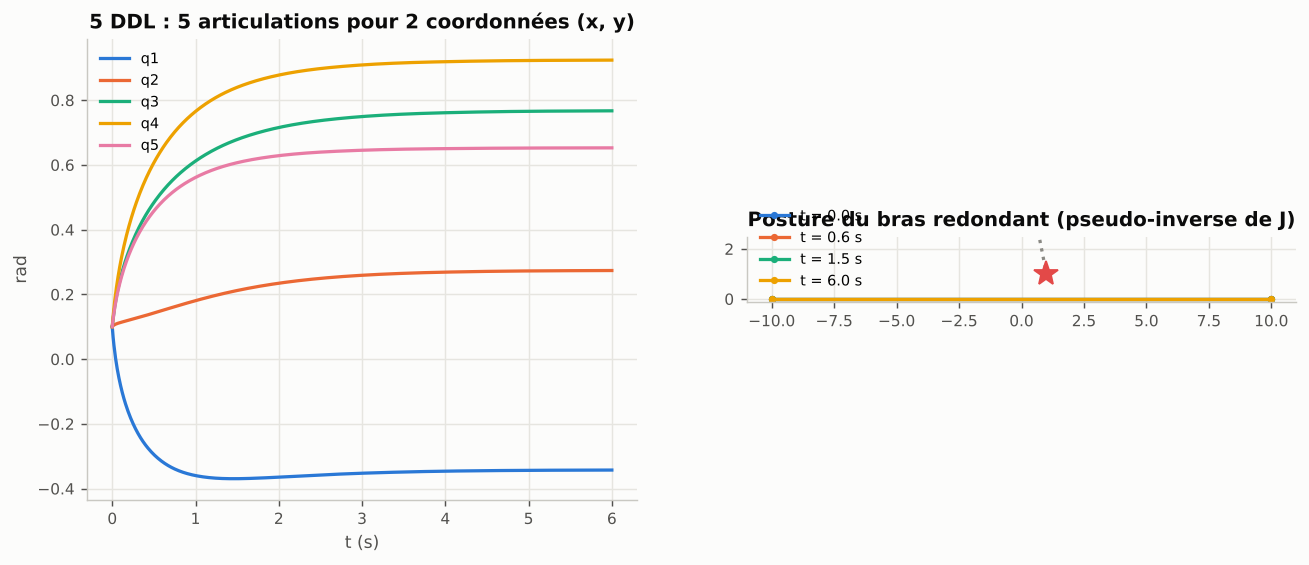 5 DDL : 5 articulations pour 2 coordonnées (x, y)
q1
q2
q3
q4
q5
rad
0.8
0.6
0.4
0.2
0.0
−0.2
−0.4
0 1 2 3 4 5 6
t (s)
Posture du bras redondant (pseudo-inverse de J)
t = 0.0 s
t = 0.6 s
t = 1.5 s
t = 6.0 s
2
0
−10.0 −7.5 −5.0 −2.5 0.0 2.5 5.0 7.5 10.0